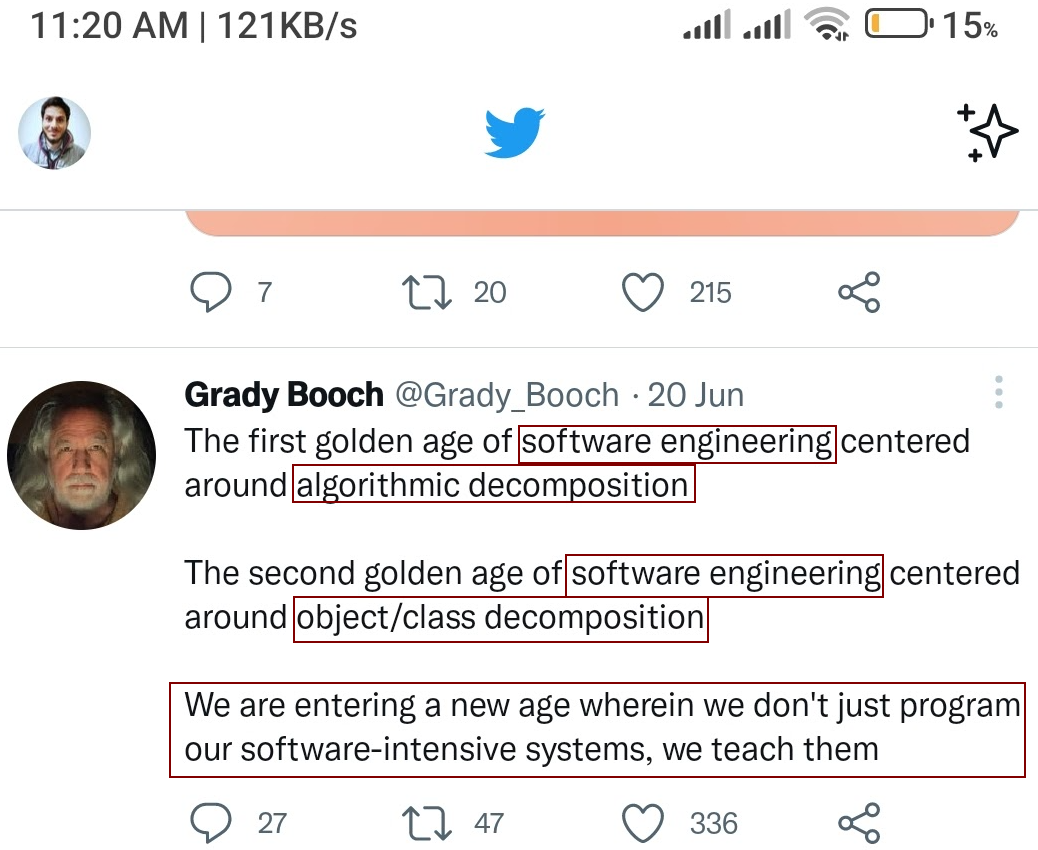 11:20 AM | 121KB/s 15%
7 20 215
Grady Booch @Grady_Booch · 20 Jun
The first golden age of software engineering centered
around algorithmic decomposition
The second golden age of software engineering centered
around object/class decomposition
We are entering a new age wherein we don't just program
our software-intensive systems, we teach them
27 47 336